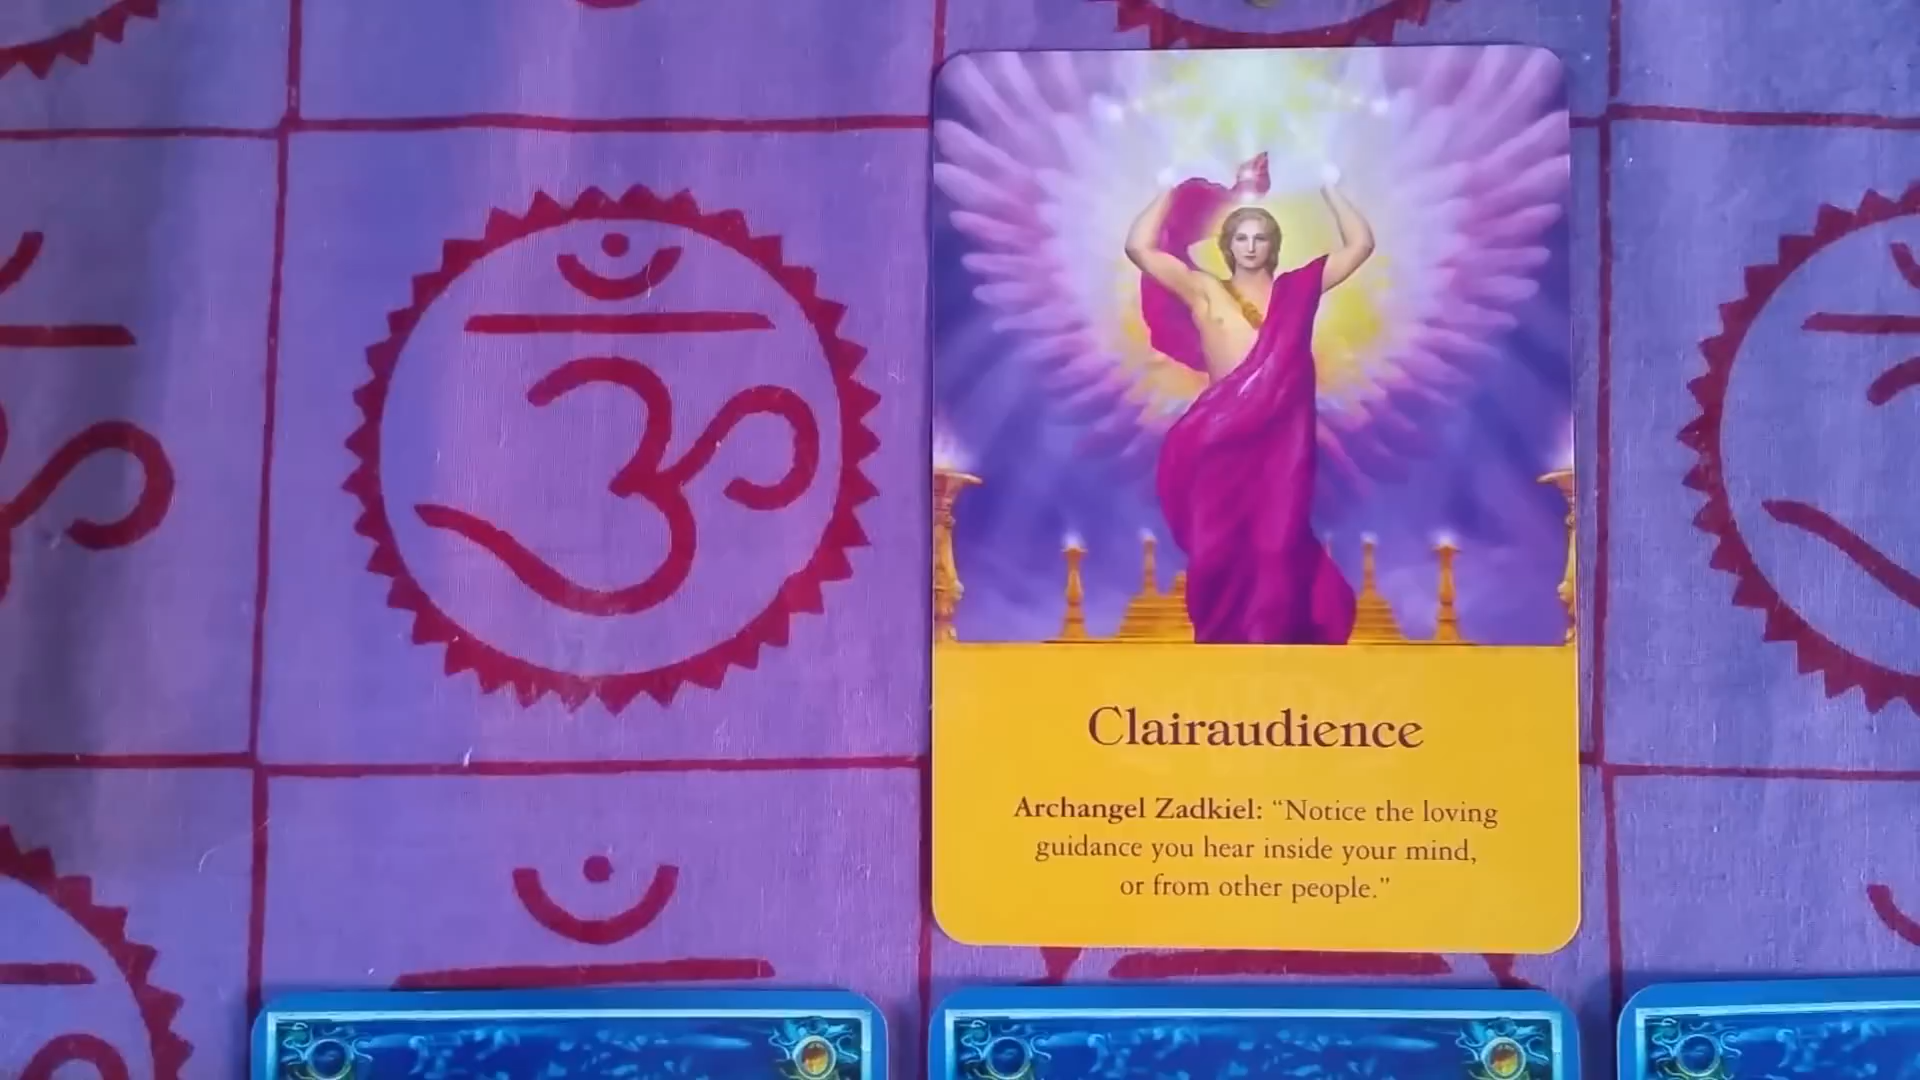 ॐ
Clairaudience
Archangel Zadkiel: “Notice the loving
guidance you hear inside your mind,
or from other people.”